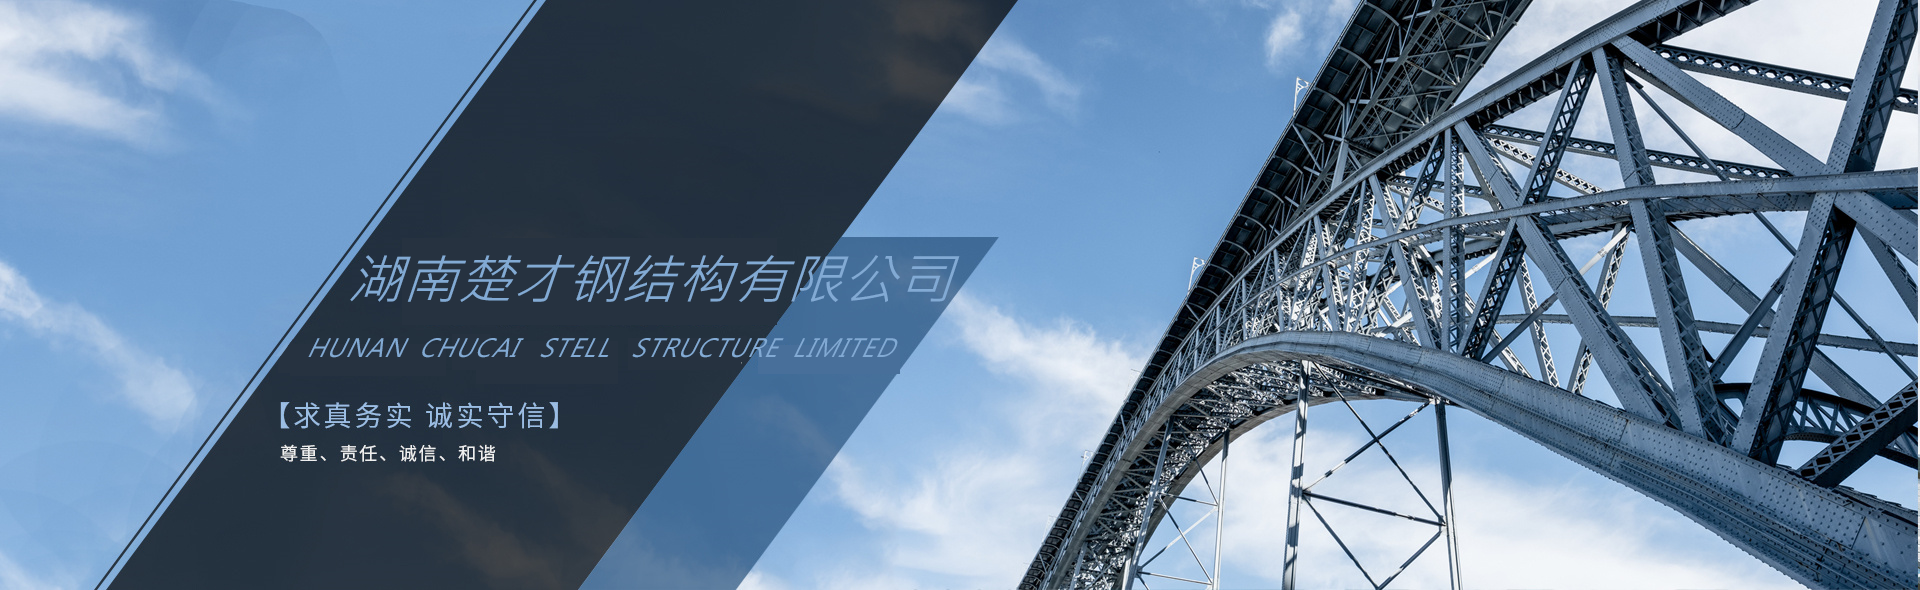 湖南楚才钢结构有限公司
HUNAN CHUCAI STELL STRUCTURE LIMITED
【求真务实 诚实守信】
尊重、责任、诚信、和谐